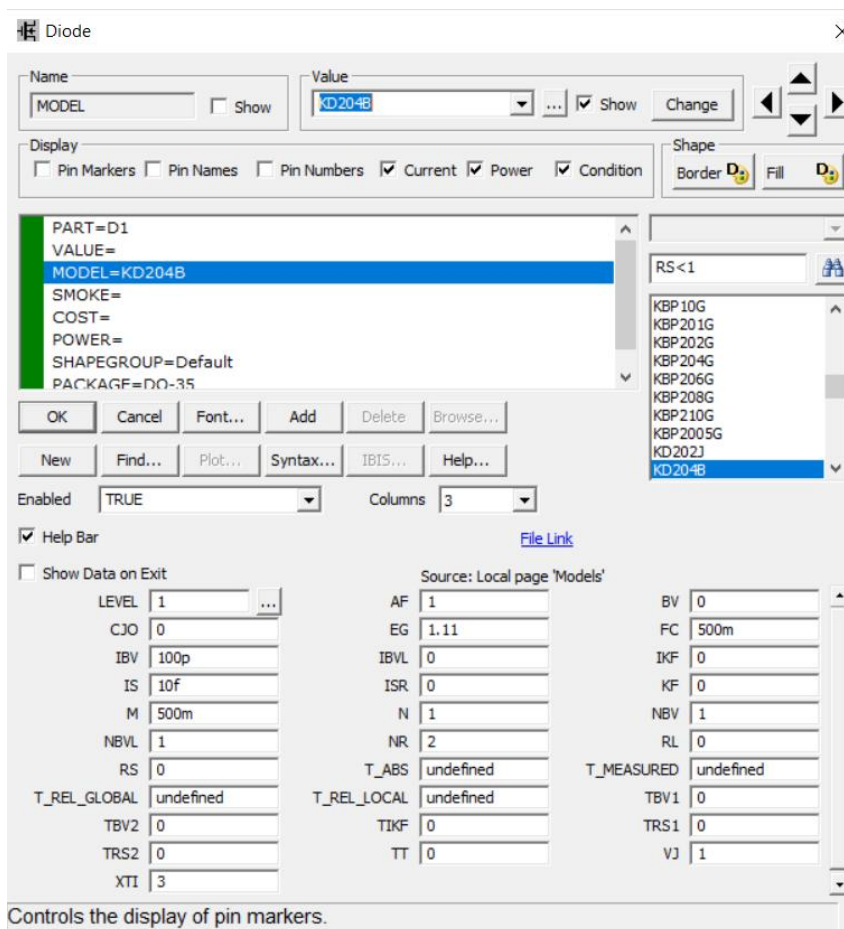 Diode
Name
Value
MODEL
Show
KD204B
...
Show
Change
Display
Pin Markers Pin Names Pin Numbers Current Power Condition
Shape
Border Fill
PART=D1
VALUE=
MODEL=KD204B
SMOKE=
COST=
POWER=
SHAPEGROUP=Default
PACKAGE=DO-35
RS<1
KBP10G
KBP201G
KBP202G
KBP204G
KBP206G
KBP208G
KBP210G
KBP2005G
KD202J
KD204B
OK Cancel Font... Add Delete Browse...
New Find... Plot... Syntax... IBIS... Help...
Enabled TRUE Columns 3
Help Bar File Link
Show Data on Exit Source: Local page 'Models'
LEVEL 1 ... AF 1 BV 0
CJO 0 EG 1.11 FC 500m
IBV 100p IBVL 0 IKF 0
IS 10f ISR 0 KF 0
M 500m N 1 NBV 1
NBVL 1 NR 2 RL 0
RS 0 T_ABS undefined T_MEASURED undefined
T_REL_GLOBAL undefined T_REL_LOCAL undefined TBV1 0
TBV2 0 TIKF 0 TRS1 0
TRS2 0 TT 0 VJ 1
XTI 3
Controls the display of pin markers.